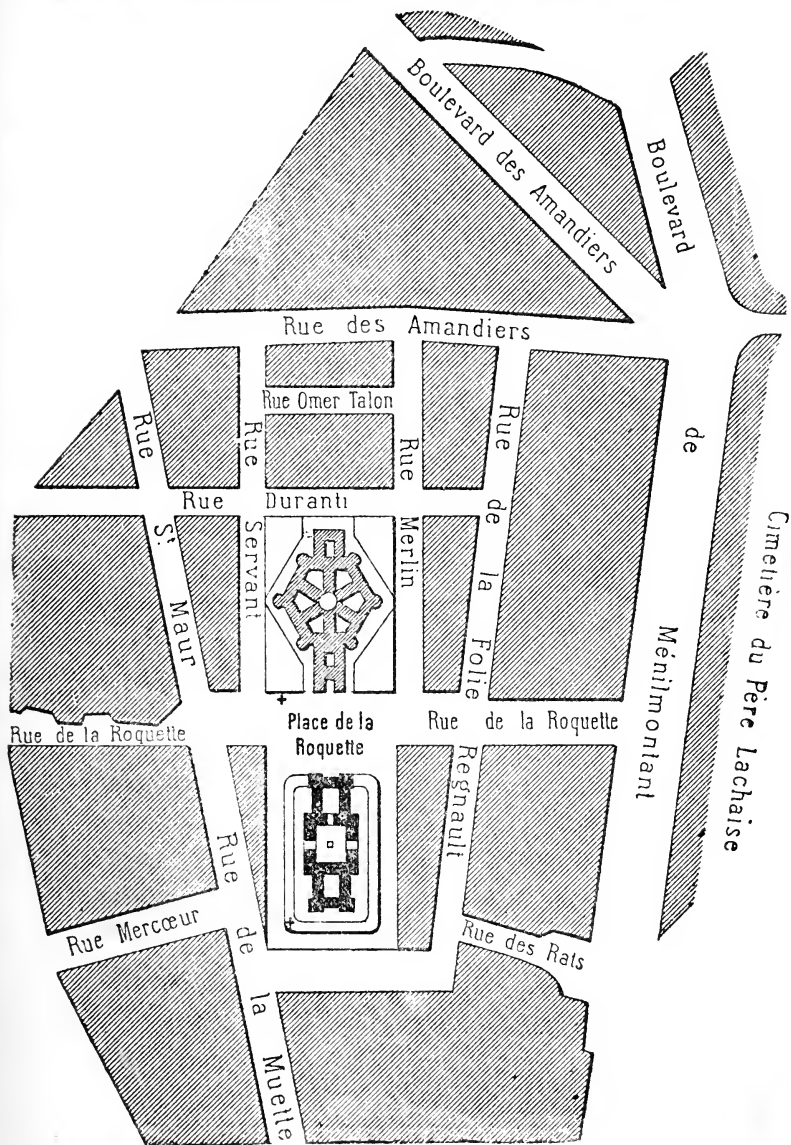 Boulevard des Amandiers
Boulevard
de
Ménilmontant
Rue des Amandiers
Rue Omer Talon
Rue
St Maur
Rue
Servant
Rue
Merlin
Rue de la Folie
Regnault
Rue Duranti
Cimetière du Père Lachaise
Place de la
Roquette
Rue de la Roquette
Rue de la Roquette
Rue Mercœur
Rue de la Muette
Rue des Rats